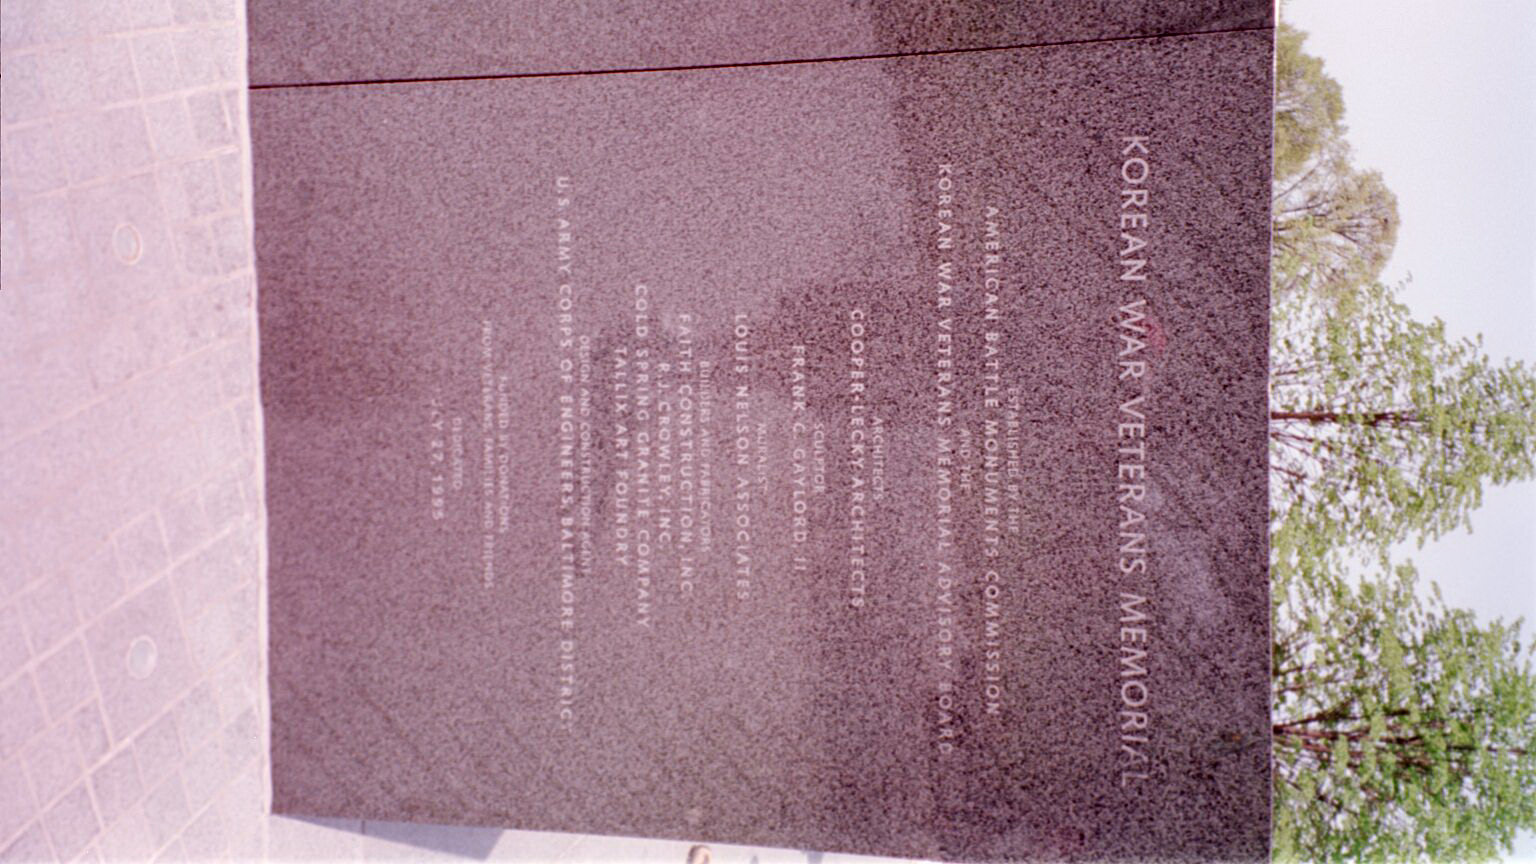 KOREAN WAR VETERANS MEMORIAL
ESTABLISHED BY THE
AMERICAN BATTLE MONUMENTS COMMISSION
AND THE
KOREAN WAR VETERANS MEMORIAL ADVISORY BOARD
ARCHITECTS
COOPER·LECKY ARCHITECTS
SCULPTOR
FRANK C. GAYLORD II
MURALIST
LOUIS NELSON ASSOCIATES
BUILDERS AND FABRICATORS
FAITH CONSTRUCTION, INC.
R.J. CROWLEY, INC.
COLD SPRING GRANITE COMPANY
TALLIX ART FOUNDRY
DESIGN AND CONSTRUCTION AGENT
U.S. ARMY CORPS OF ENGINEERS, BALTIMORE DISTRICT
FUNDED BY DONATIONS
FROM VETERANS, FAMILIES AND FRIENDS
DEDICATED
JULY 27, 1995